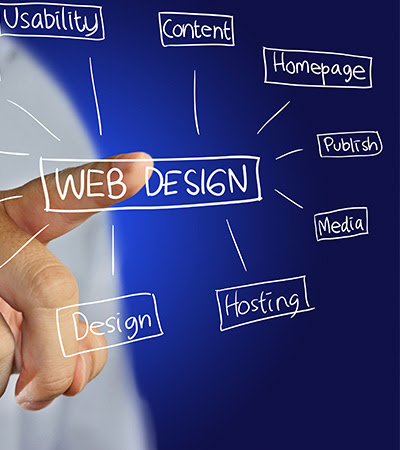 Usability
Content
Homepage
Publish
WEB DESIGN
Media
Design
Hosting